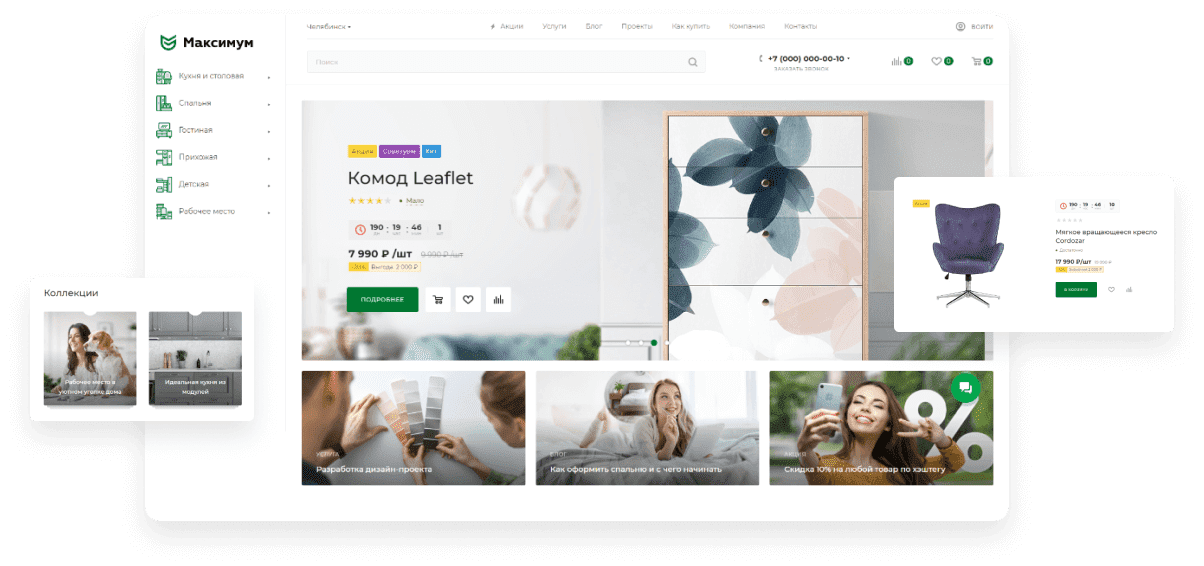 Челябинск
Акции
Услуги
Блог
Проекты
Как купить
Компания
Контакты
ВОЙТИ
Максимум
Поиск
+7 (000) 000-00-10
ЗАКАЗАТЬ ЗВОНОК
0
0
0
Кухня и столовая
Спальня
Гостиная
Прихожая
Детская
Рабочее место
Акция
Советуем
Хит
Комод Leaflet
Мало
190 : 19 : 46 1
7 990 ₽ /шт 9 990 ₽ /шт
Выгода 2 000 ₽
ПОДРОБНЕЕ
Акция
190 : 19 : 46 16
Мягкое вращающееся кресло
Cordozar
Достаточно
17 990 ₽/шт
В КОРЗИНУ
Коллекции
Рабочее место в
уютном уголке дома
Идеальная кухня из
модулей
УСЛУГА
Разработка дизайн-проекта
БЛОГ
Как оформить спальню и с чего начинать
%
АКЦИЯ
Скидка 10% на любой товар по хэштегу